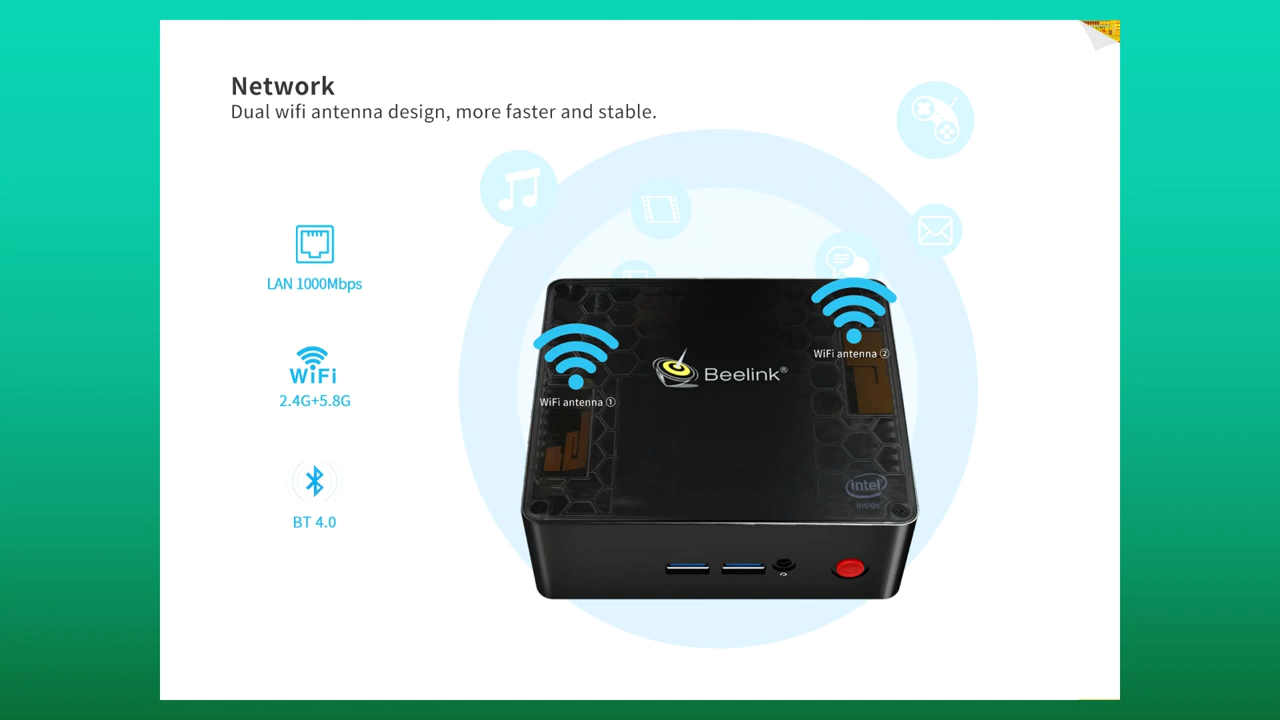 Network
Dual wifi antenna design, more faster and stable.
LAN 1000Mbps
WiFi
2.4G+5.8G
BT 4.0
WiFi antenna ②
Beelink®
WiFi antenna ①
intel
inside